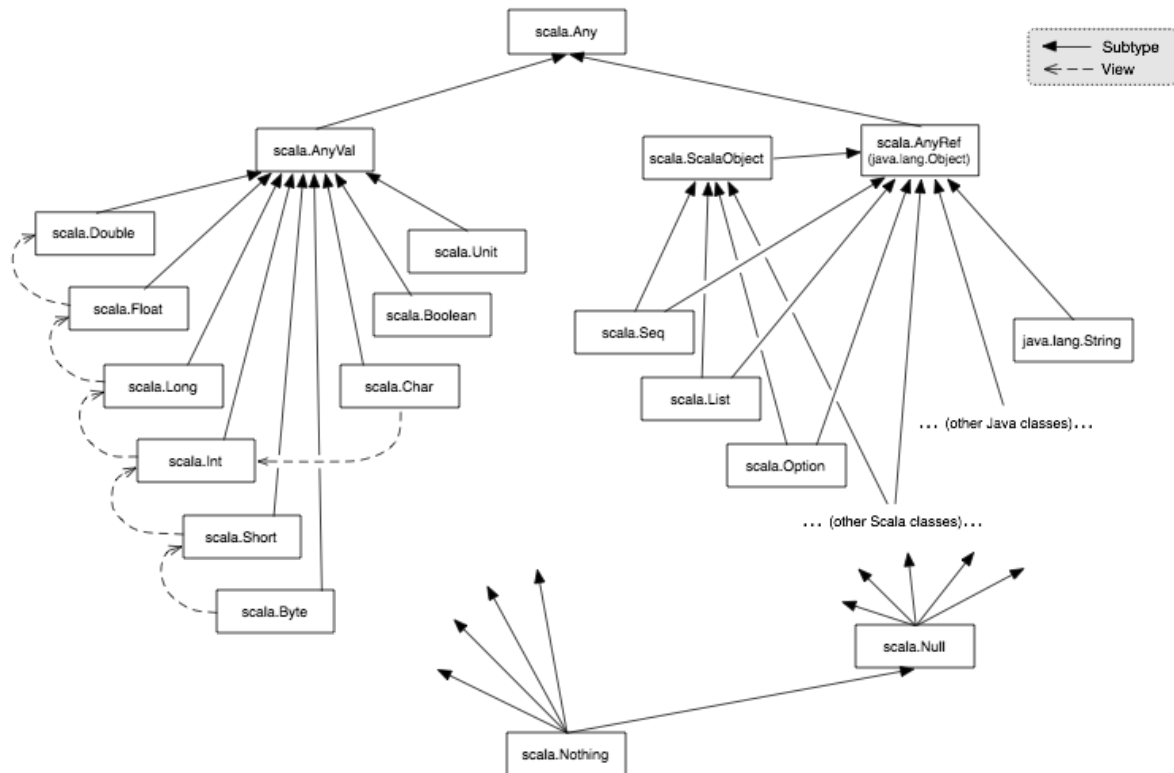 scala.Any
Subtype
View
scala.AnyVal
scala.ScalaObject
scala.AnyRef
(java.lang.Object)
scala.Double
scala.Unit
scala.Float
scala.Boolean
scala.Seq
java.lang.String
scala.Long
scala.Char
scala.List
... (other Java classes)...
scala.Int
scala.Option
... (other Scala classes)...
scala.Short
scala.Byte
scala.Null
scala.Nothing